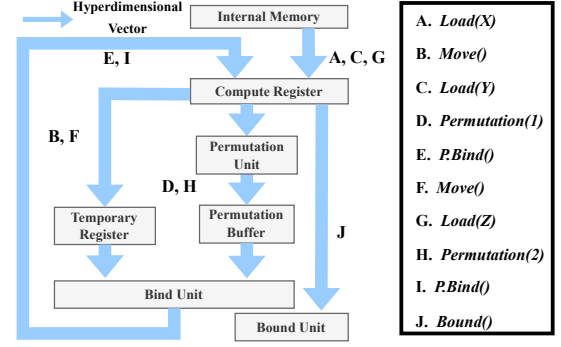 Hyperdimensional
Vector
Internal Memory
E, I
A, C, G
Compute Register
B, F
Permutation
Unit
D, H
Temporary
Register
Permutation
Buffer
J
Bind Unit
Bound Unit
A. Load(X)
B. Move()
C. Load(Y)
D. Permutation(1)
E. P.Bind()
F. Move()
G. Load(Z)
H. Permutation(2)
I. P.Bind()
J. Bound()